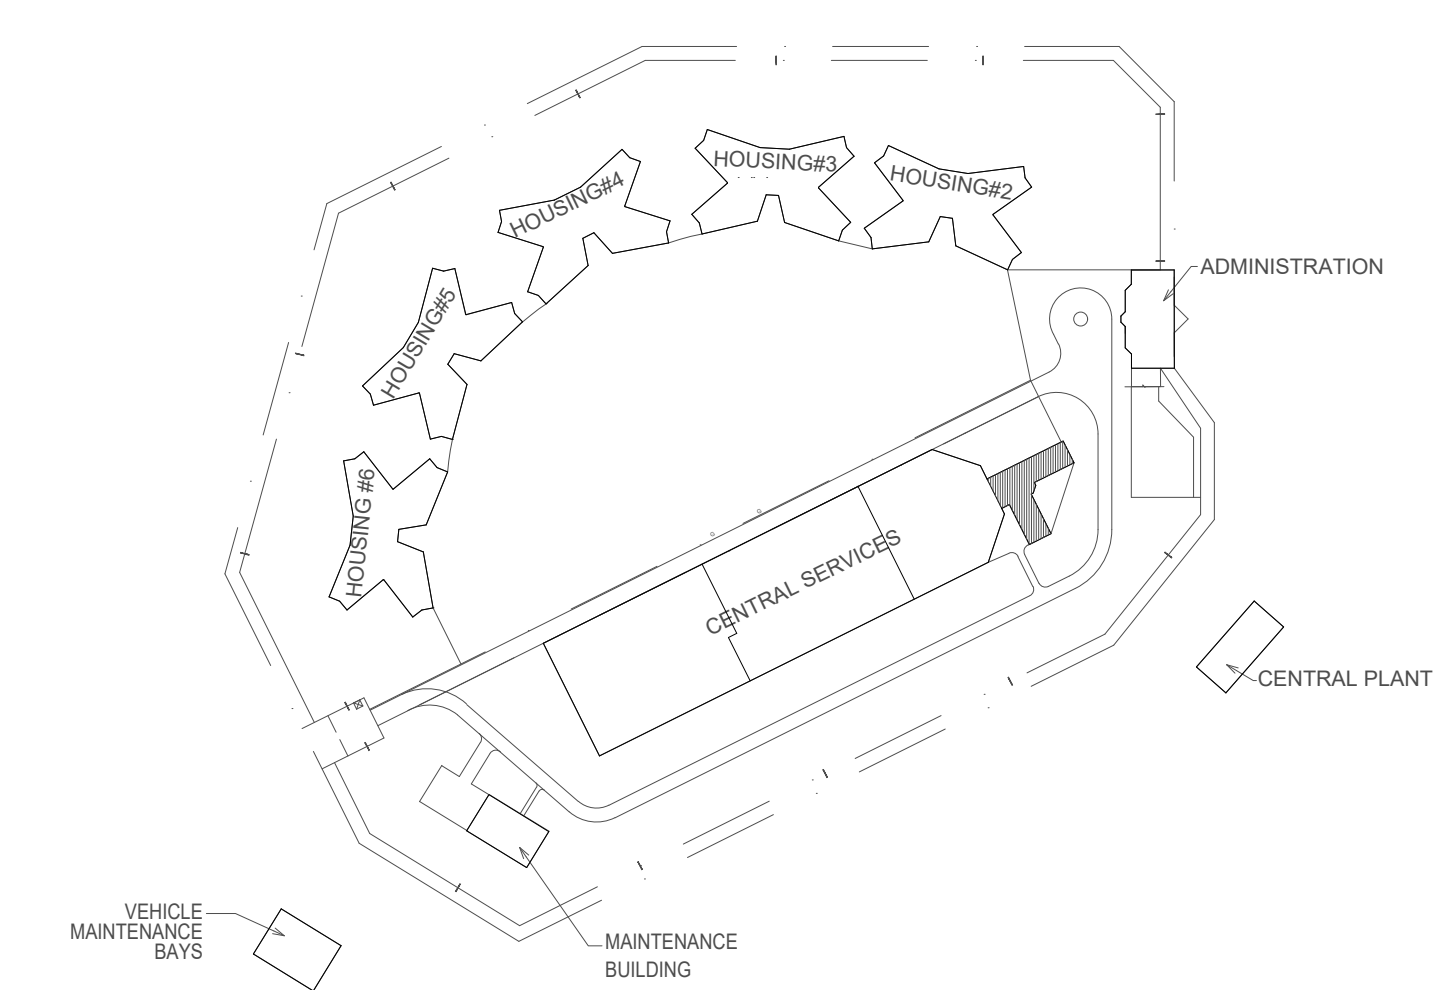 HOUSING#3
HOUSING#4
HOUSING#2
ADMINISTRATION
HOUSING#5
HOUSING #6
CENTRAL SERVICES
CENTRAL PLANT
VEHICLE
MAINTENANCE
BAYS
MAINTENANCE
BUILDING